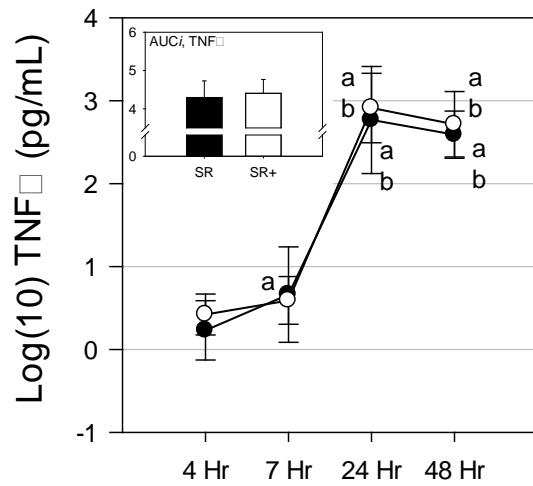 AUCi, TNF□
6
5
4
0
SR SR+
Log(10) TNF□ (pg/mL)
4
3
2
1
0
-1
a
b
a
b
a
a
b
a
b
4 Hr 7 Hr 24 Hr 48 Hr